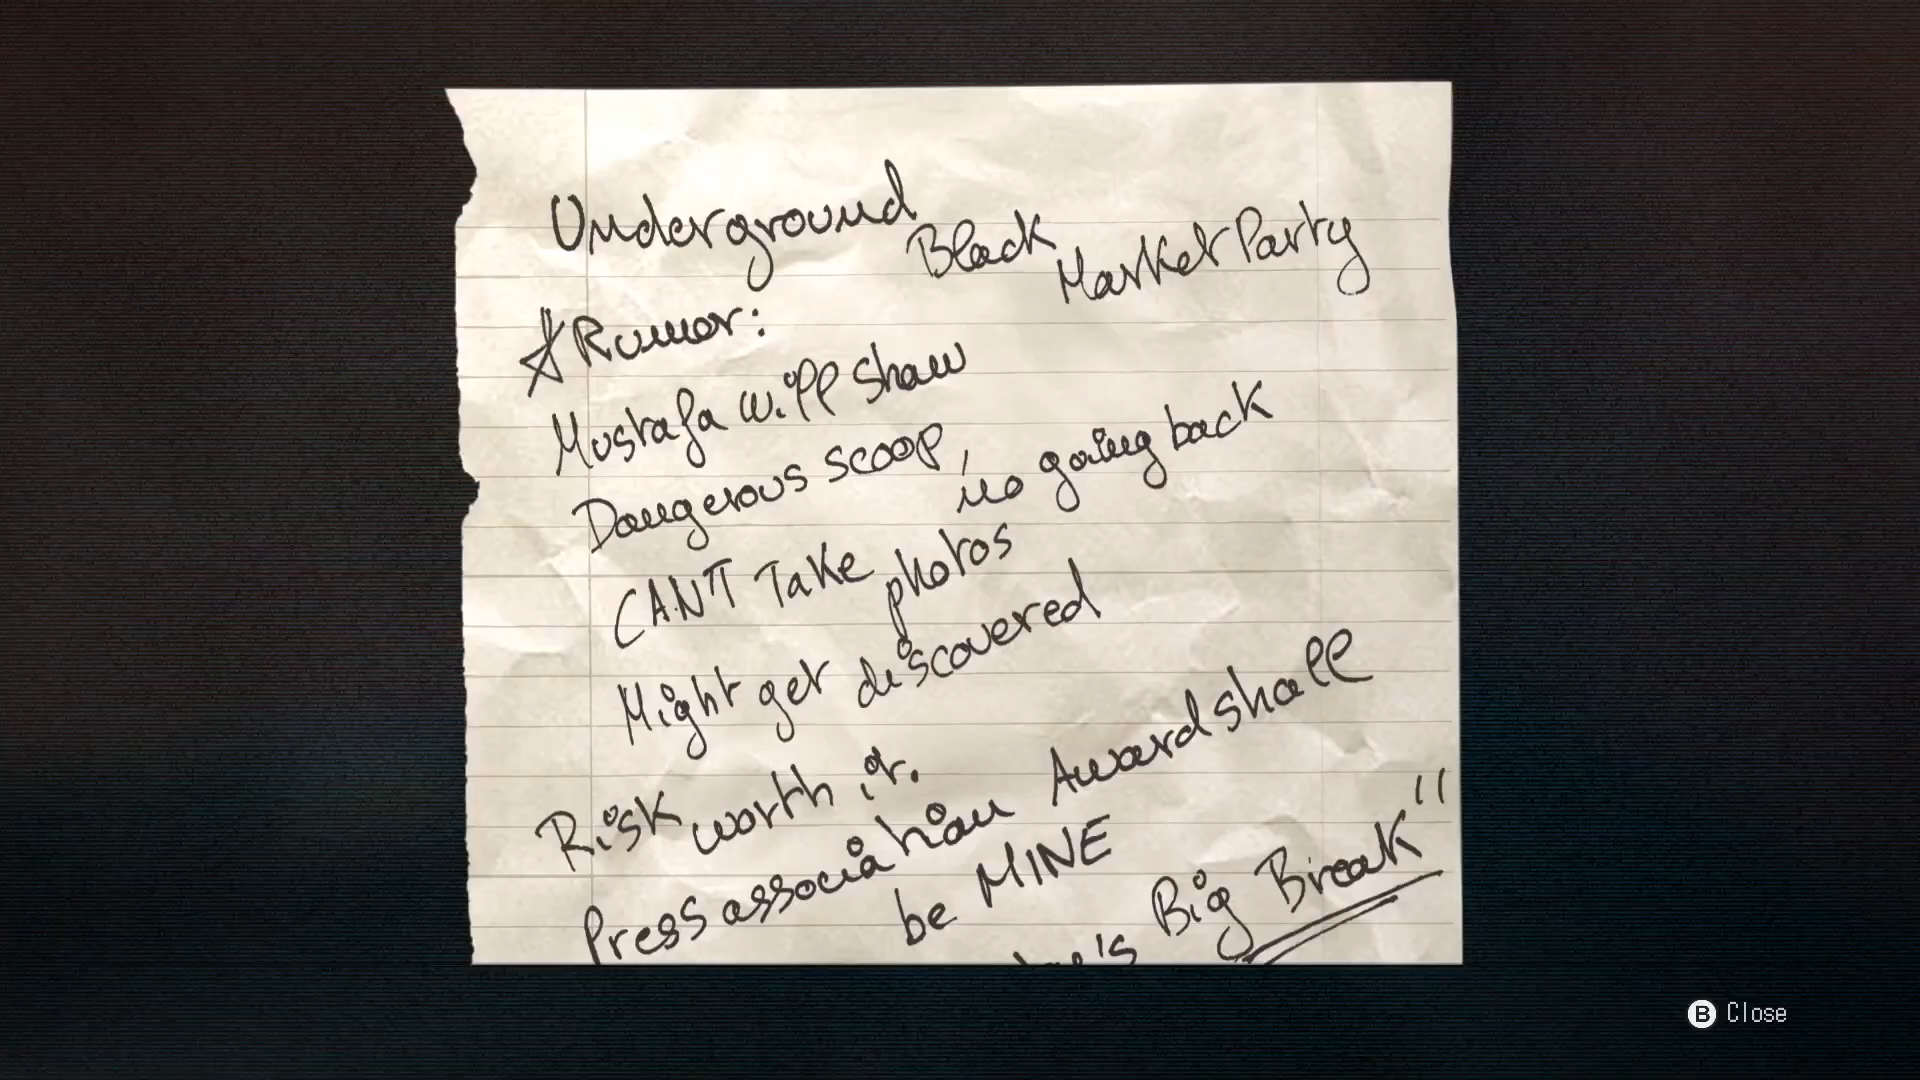 Underground Black Market Party
☆ Rumor:
Mostafa will show
Dangerous scoop, no going back
CAN'T Take photos
Might get discovered
Risk worth it.
Press association Award shall
be MINE
Big Break"
B Close